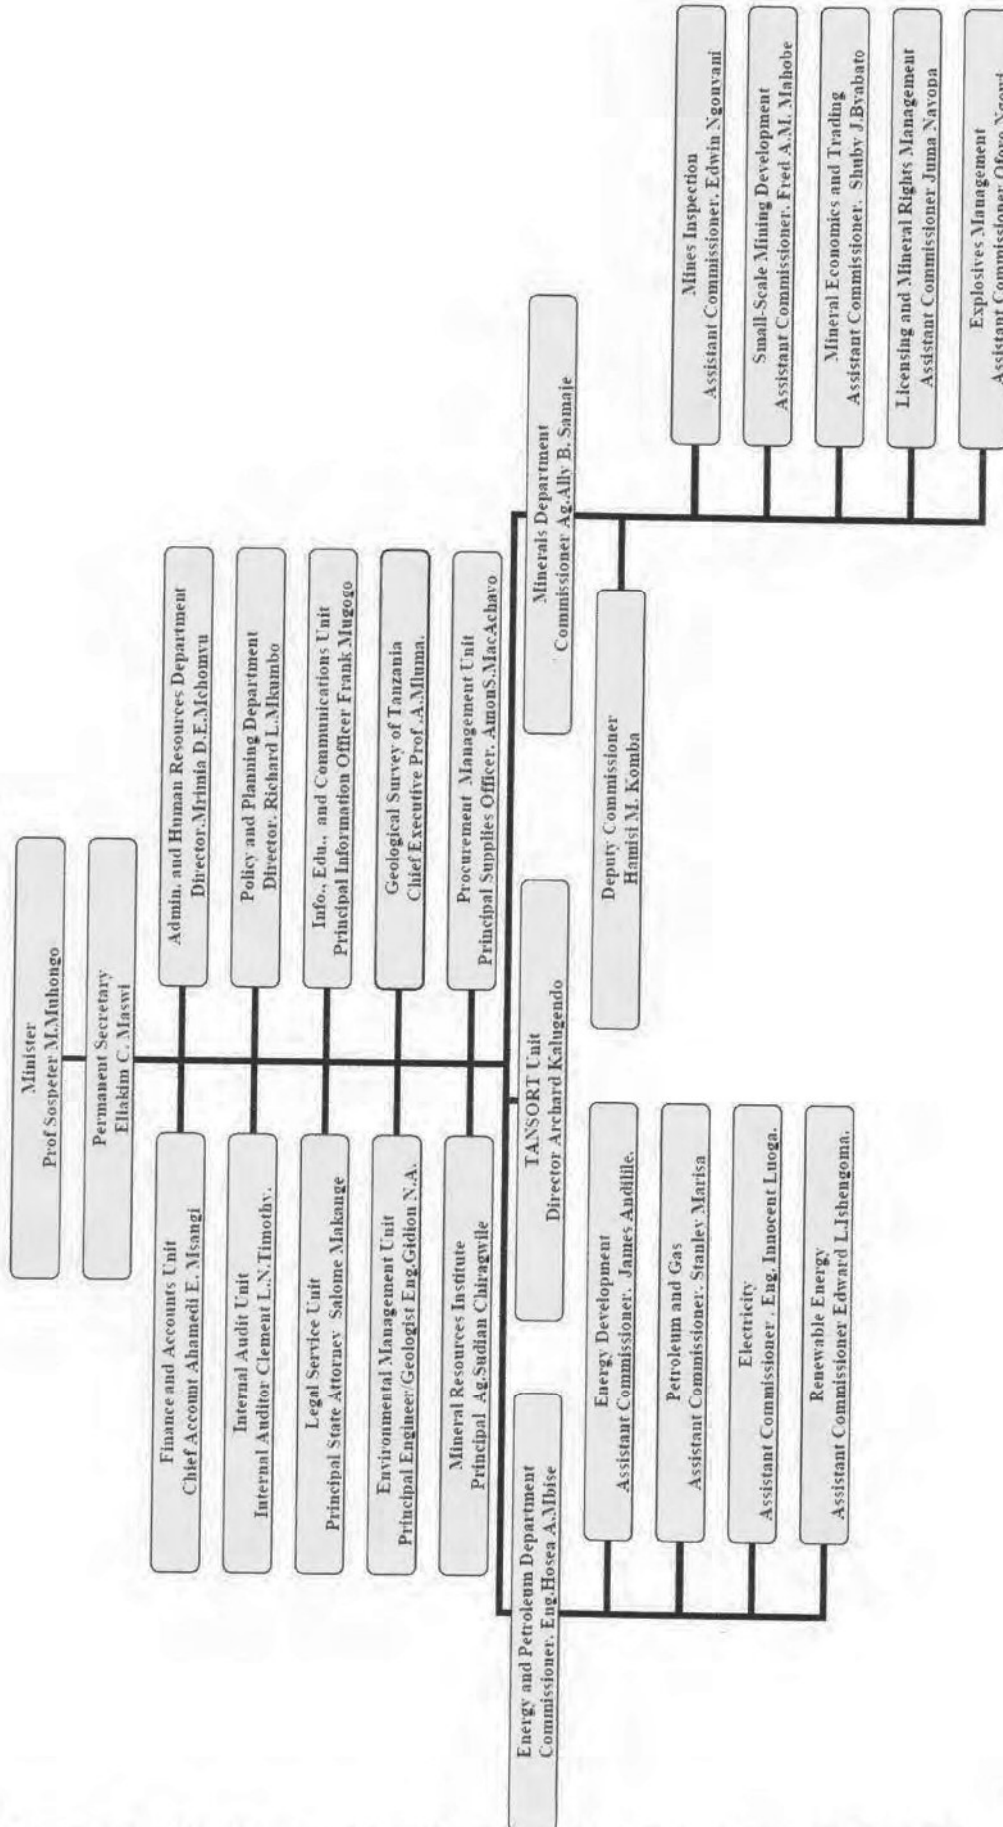 Minister
Prof Sospeter M.Muhongo
Permanent Secretary
Eliakim C. Maswi
Finance and Accounts Unit
Chief Account Ahamedi E. Msangi
Admin. and Human Resources Department
Director.Mrimia D.E.Mchomvu
Internal Audit Unit
Internal Auditor Clement L.N.Timothy.
Policy and Planning Department
Director. Richard L.Mkumbo
Legal Service Unit
Principal State Attorney Salome Makange
Info., Edu., and Communications Unit
Principal Information Officer Frank Mugogo
Environmental Management Unit
Principal Engineer/Geologist Eng.Gidion N.A.
Geological Survey of Tanzania
Chief Executive Prof .A.Mluma.
Mineral Resources Institute
Principal Ag.Sudian Chiragwile
Procurement Management Unit
Principal Supplies Officer. AmonS.MacAchayo
Energy and Petroleum Department
Commissioner. Eng.Hosea A.Mbise
TANSORT Unit
Director Archard Kalugendo
Minerals Department
Commissioner Ag.Ally B. Samaje
Energy Development
Assistant Commissioner. James Andilile.
Petroleum and Gas
Assistant Commissioner. Stanley Marisa
Electricity
Assistant Commissioner . Eng. Innocent Luoga.
Renewable Energy
Assistant Commissioner Edward L.Ishengoma.
Deputy Commissioner
Hamisi M. Komba
Mines Inspection
Assistant Commissioner. Edwin Ngonyani
Small-Scale Mining Development
Assistant Commissioner. Fred A.M. Mahobe
Mineral Economics and Trading
Assistant Commissioner. Shuby J.Byabato
Licensing and Mineral Rights Management
Assistant Commissioner Juma Nayopa
Explosives Management
Assistant Commissioner